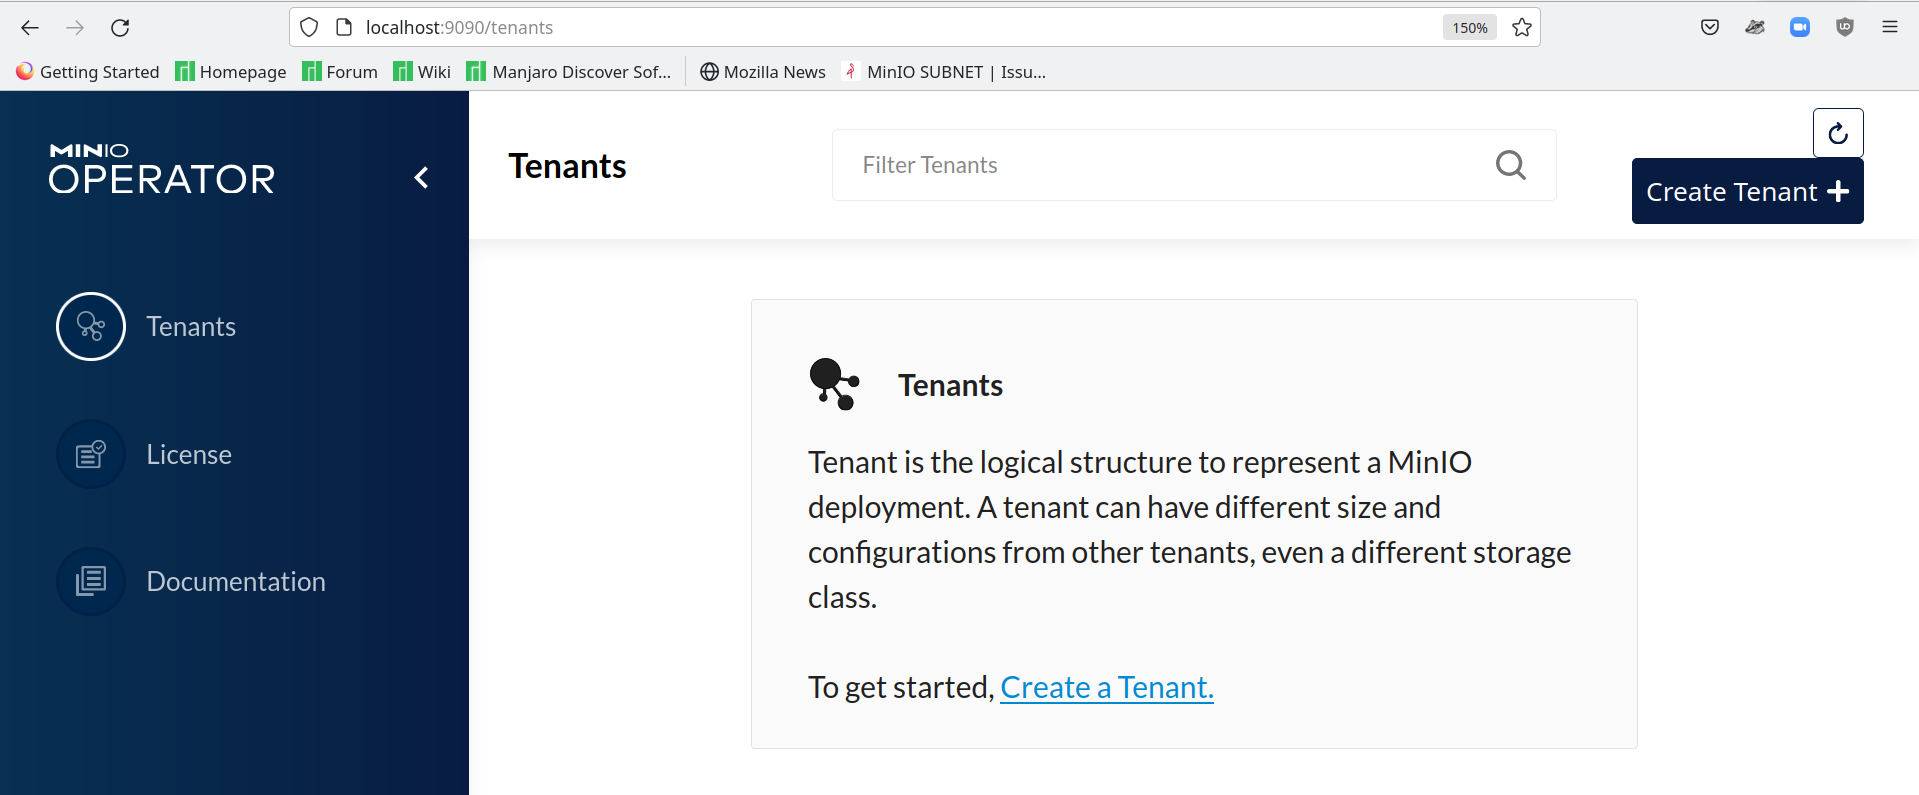 localhost:9090/tenants
150%
Getting Started
Homepage
Forum
Wiki
Manjaro Discover Sof...
Mozilla News
MinIO SUBNET | Issu...
MINIO
OPERATOR
Tenants
License
Documentation
Tenants
Filter Tenants
Create Tenant
Tenants
Tenant is the logical structure to represent a MinIO
deployment. A tenant can have different size and
configurations from other tenants, even a different storage
class.
To get started, Create a Tenant.